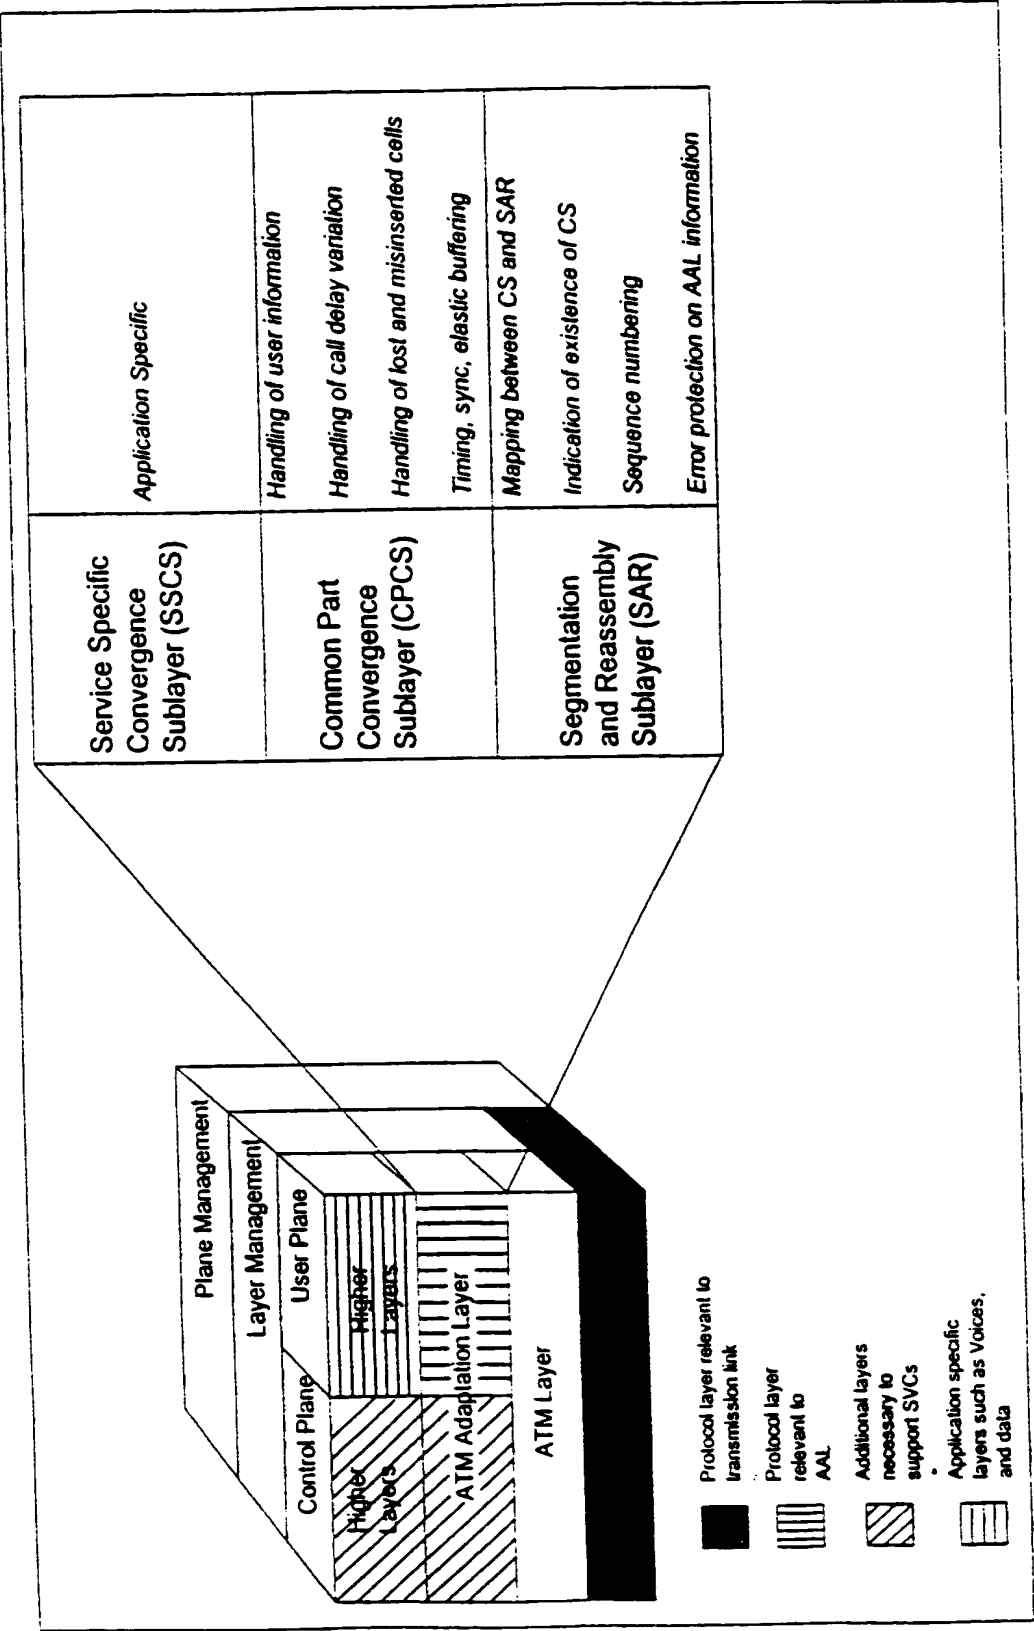 Plane Management
Layer Management
User Plane
Control Plane
Higher
Layers
Higher
Layers
ATM Adaptation Layer
ATM Layer
Service Specific
Convergence
Sublayer (SSCS)
Application Specific
Common Part
Convergence
Sublayer (CPCS)
Handling of user information
Handling of call delay variation
Handling of lost and misinserted cells
Timing, sync, elastic buffering
Segmentation
and Reassembly
Sublayer (SAR)
Mapping between CS and SAR
Indication of existence of CS
Sequence numbering
Error protection on AAL information
Protocol layer relevant to
transmission link
Protocol layer
relevant to
AAL
Additional layers
necessary to
support SVCs
Application specific
layers such as Voices,
and data